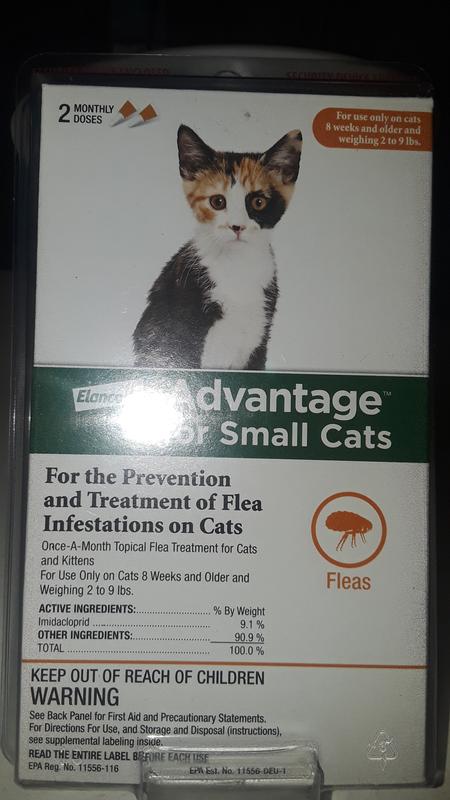 2 MONTHLY
DOSES
For use only on cats
8 weeks and older and
weighing 2 to 9 lbs.
Elanco
Advantage™
for Small Cats
For the Prevention
and Treatment of Flea
Infestations on Cats
Once-A-Month Topical Flea Treatment for Cats
and Kittens
For Use Only on Cats 8 Weeks and Older and
Weighing 2 to 9 lbs.
Fleas
ACTIVE INGREDIENTS: % By Weight
Imidacloprid 9.1 %
OTHER INGREDIENTS: 90.9 %
TOTAL 100.0 %
KEEP OUT OF REACH OF CHILDREN
WARNING
See Back Panel for First Aid and Precautionary Statements.
For Directions For Use, and Storage and Disposal (instructions),
see supplemental labeling inside.
READ THE ENTIRE LABEL BEFORE EACH USE
EPA Reg. No. 11556-116 EPA Est. No. 11556-DEU-1